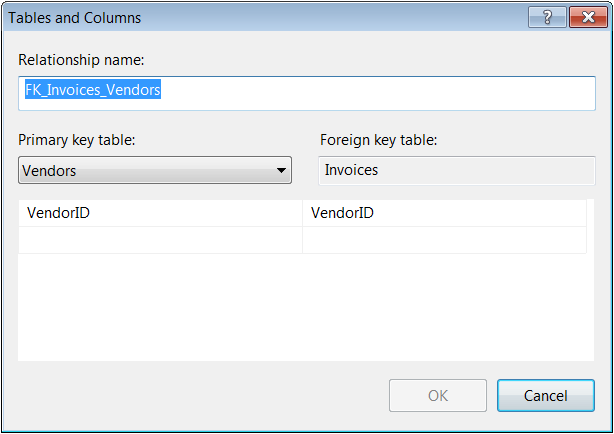 Tables and Columns
?
Relationship name:
FK_Invoices_Vendors
Primary key table: Foreign key table:
Vendors Invoices
VendorID VendorID
OK Cancel